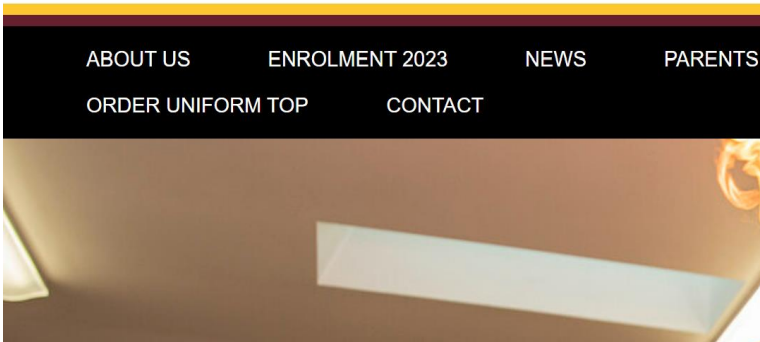 ABOUT US ENROLMENT 2023 NEWS PARENTS
ORDER UNIFORM TOP CONTACT